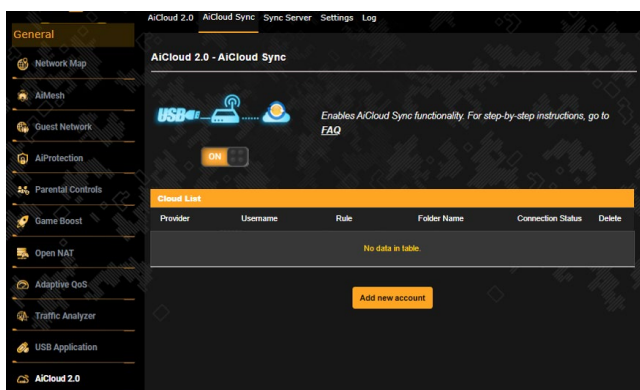 AiCloud 2.0 AiCloud Sync Sync Server Settings Log
General
AiCloud 2.0 - AiCloud Sync
Network Map
AiMesh
Guest Network
AiProtection
Parental Controls
Game Boost
Open NAT
Adaptive QoS
Traffic Analyzer
USB Application
AiCloud 2.0
USB
Enables AiCloud Sync functionality. For step-by-step instructions, go to
FAQ
ON
Cloud List
Provider Username Rule Folder Name Connection Status Delete
No data in table.
Add new account